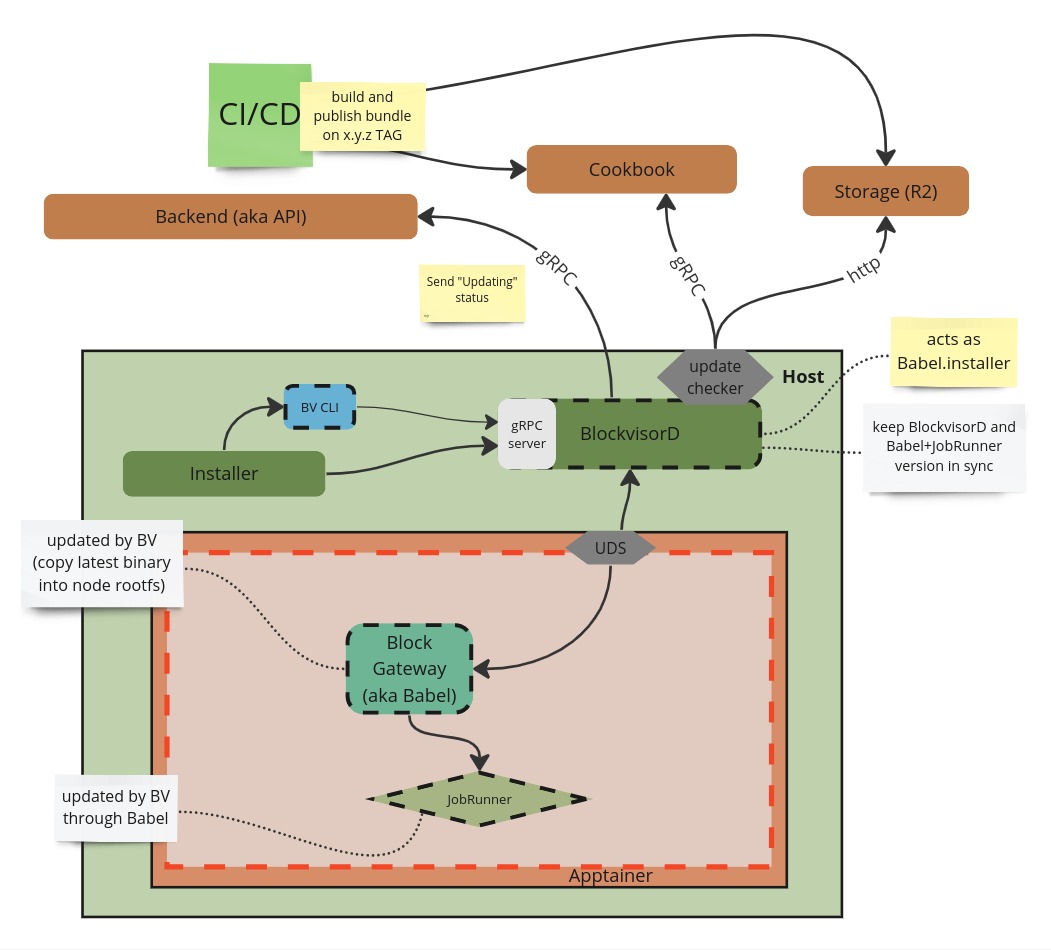 CI/CD
build and
publish bundle
on x.y.z TAG
Cookbook
Storage (R2)
Backend (aka API)
gRPC
gRPC
http
Send "Updating"
status
acts as
Babel.installer
update
checker
Host
BV CLI
gRPC
server
BlockvisorD
keep BlockvisorD and
Babel+JobRunner
version in sync
Installer
updated by BV
(copy latest binary
into node rootfs)
UDS
Block
Gateway
(aka Babel)
updated by BV
through Babel
JobRunner
Apptainer